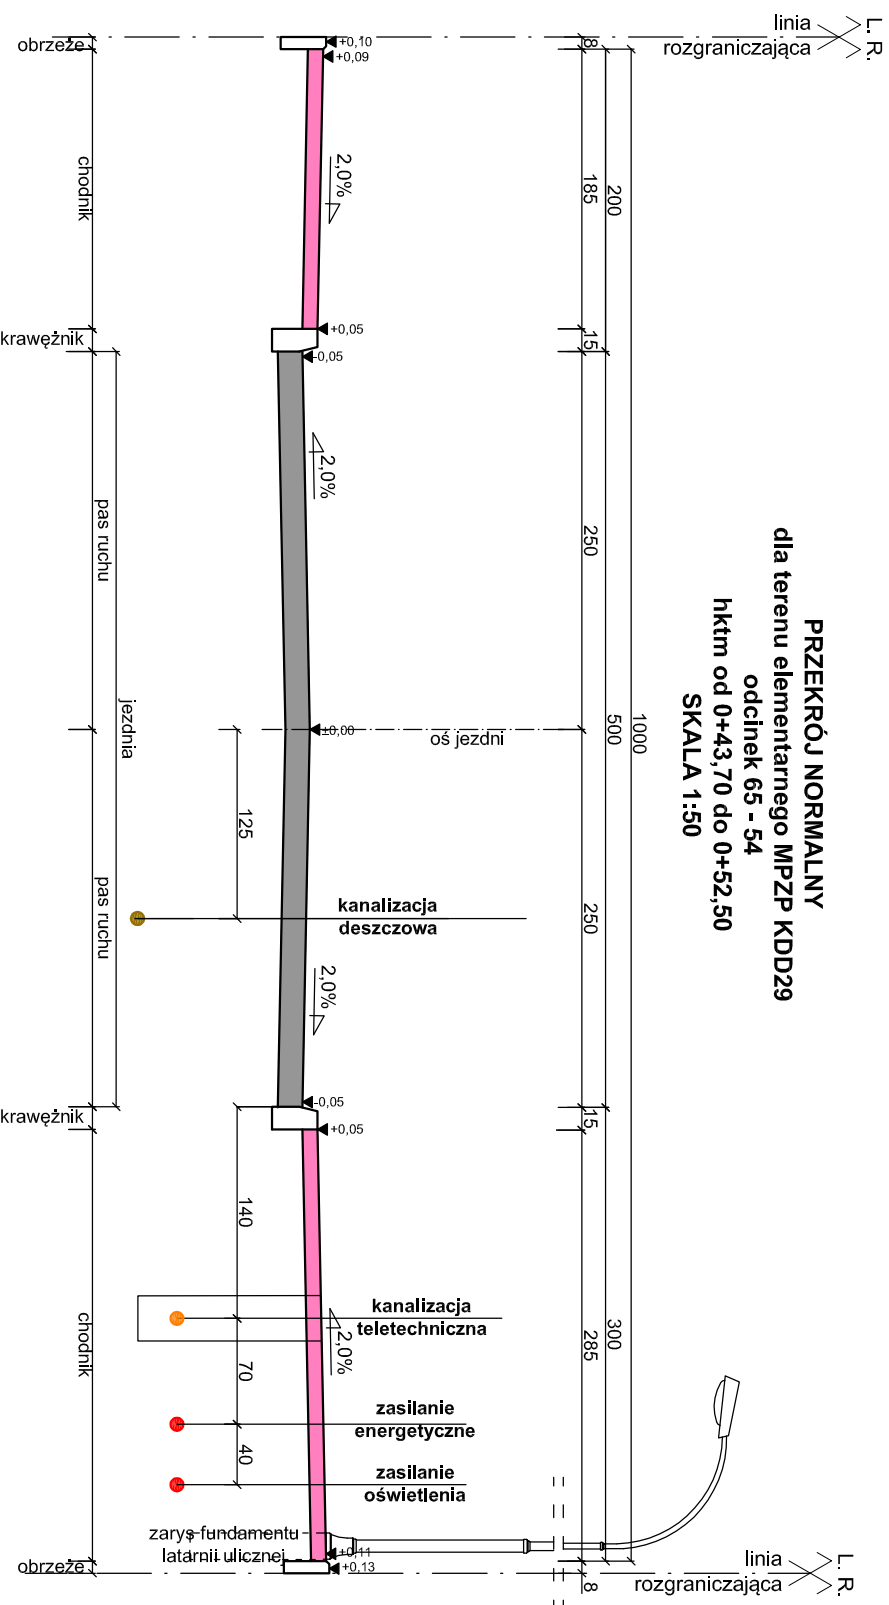 PRZEKRÓJ NORMALNY
dla terenu elementarnego MPZP KDD29
odcinek 65 - 54
hktm od 0+43,70 do 0+52,50
SKALA 1:50
L. R.
linia
rozgraniczająca
obrzeże
+0,10
+0,09
8
chodnik
2,0%
185
200
krawężnik
+0,05
-0,05
15
pas ruchu
2,0%
250
jezdnia
±0,00
oś jezdni
500
1000
125
kanalizacja
deszczowa
pas ruchu
2,0%
250
krawężnik
-0,05
+0,05
15
140
kanalizacja
teletechniczna
chodnik
2,0%
285
300
70
zasilanie
energetyczne
40
zasilanie
oświetlenia
zarys fundamentu
latarnii ulicznej
+0,11
+0,13
obrzeże
8
linia
rozgraniczająca
L. R.